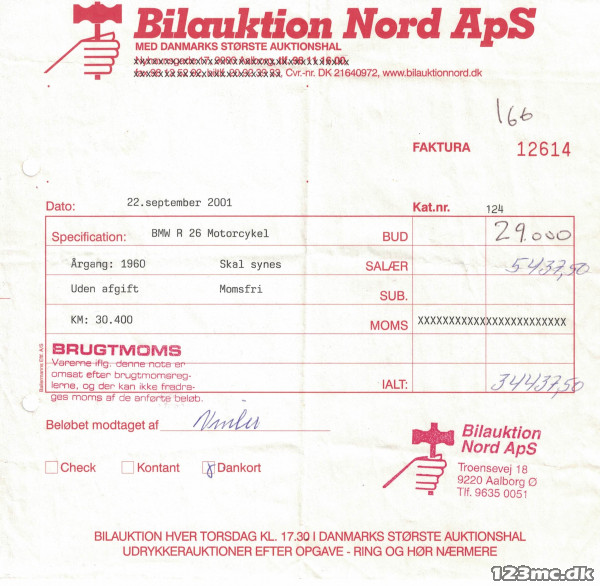 Bilauktion Nord ApS
MED DANMARKS STØRSTE AUKTIONSHAL
Cvr.-nr. DK 21640972, www.bilauktionnord.dk
166
FAKTURA 12614
Dato: 22.september 2001 Kat.nr. 124
Specification: BMW R 26 Motorcykel BUD 29.000
Årgang: 1960 Skal synes SALÆR 5437,50
Uden afgift Momsfri SUB.
KM: 30.400 MOMS XXXXXXXXXXXXXXXXXXXXXXXX
BRUGTMOMS
Varerne iflg. denne nota er
omsat efter brugtmomsreg-
lerne, og der kan ikke fradra-
ges moms af de anførte beløb.
IALT: 34437,50
Beløbet modtaget af
Check Kontant Dankort
Bilauktion
Nord ApS
Troensevej 18
9220 Aalborg Ø
Tlf. 9635 0051
BILAUKTION HVER TORSDAG KL. 17.30 I DANMARKS STØRSTE AUKTIONSHAL
UDRYKKERAUKTIONER EFTER OPGAVE - RING OG HØR NÆRMERE
123mc.dk